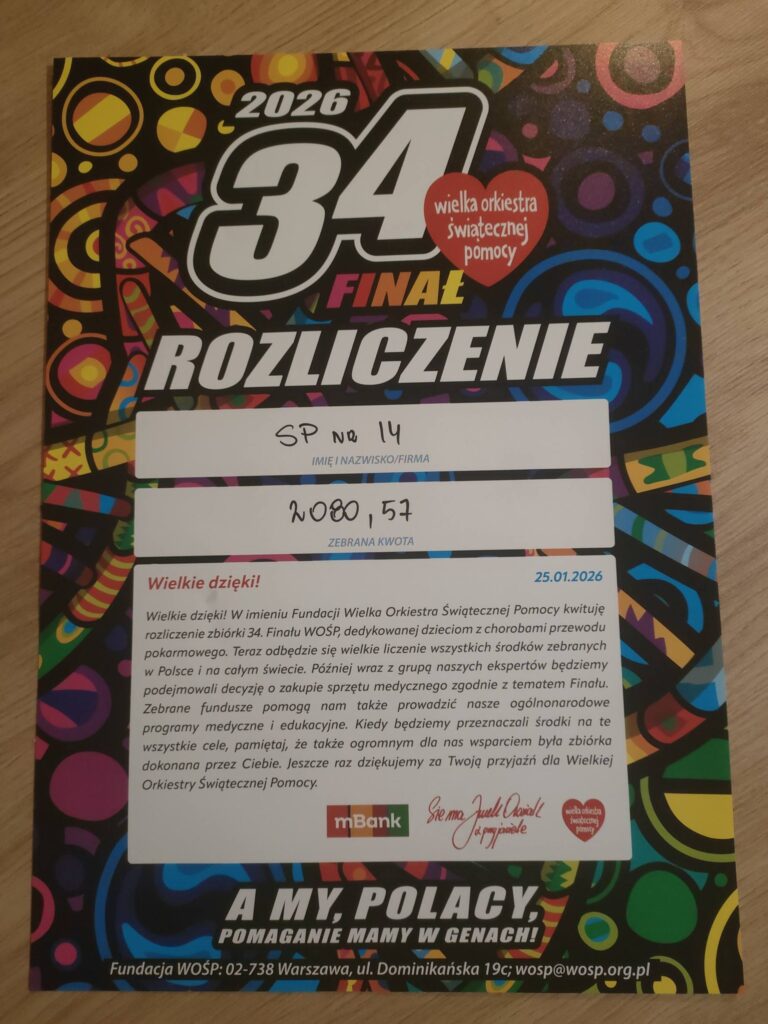 2026
34
wielka orkiestra
świątecznej
pomocy
FINAŁ
ROZLICZENIE
SP nr 14
IMIĘ I NAZWISKO/FIRMA
2080,57
ZEBRANA KWOTA
Wielkie dzięki!
25.01.2026
Wielkie dzięki! W imieniu Fundacji Wielka Orkiestra Świątecznej Pomocy kwituję
rozliczenie zbiórki 34. Finału WOŚP, dedykowanej dzieciom z chorobami przewodu
pokarmowego. Teraz odbędzie się wielkie liczenie wszystkich środków zebranych
w Polsce i na całym świecie. Później wraz z grupą naszych ekspertów będziemy
podejmowali decyzję o zakupie sprzętu medycznego zgodnie z tematem Finału.
Zebrane fundusze pomogą nam także prowadzić nasze ogólnonarodowe
programy medyczne i edukacyjne. Kiedy będziemy przeznaczali środki na te
wszystkie cele, pamiętaj, że także ogromnym dla nas wsparciem była zbiórka
dokonana przez Ciebie. Jeszcze raz dziękujemy za Twoją przyjaźń dla Wielkiej
Orkiestry Świątecznej Pomocy.
mBank
Sie ma Jurek Owsiak
i przyjaciele
wielka orkiestra
świątecznej
pomocy
A MY, POLACY,
POMAGANIE MAMY W GENACH!
Fundacja WOŚP: 02-738 Warszawa, ul. Dominikańska 19c; wosp@wosp.org.pl